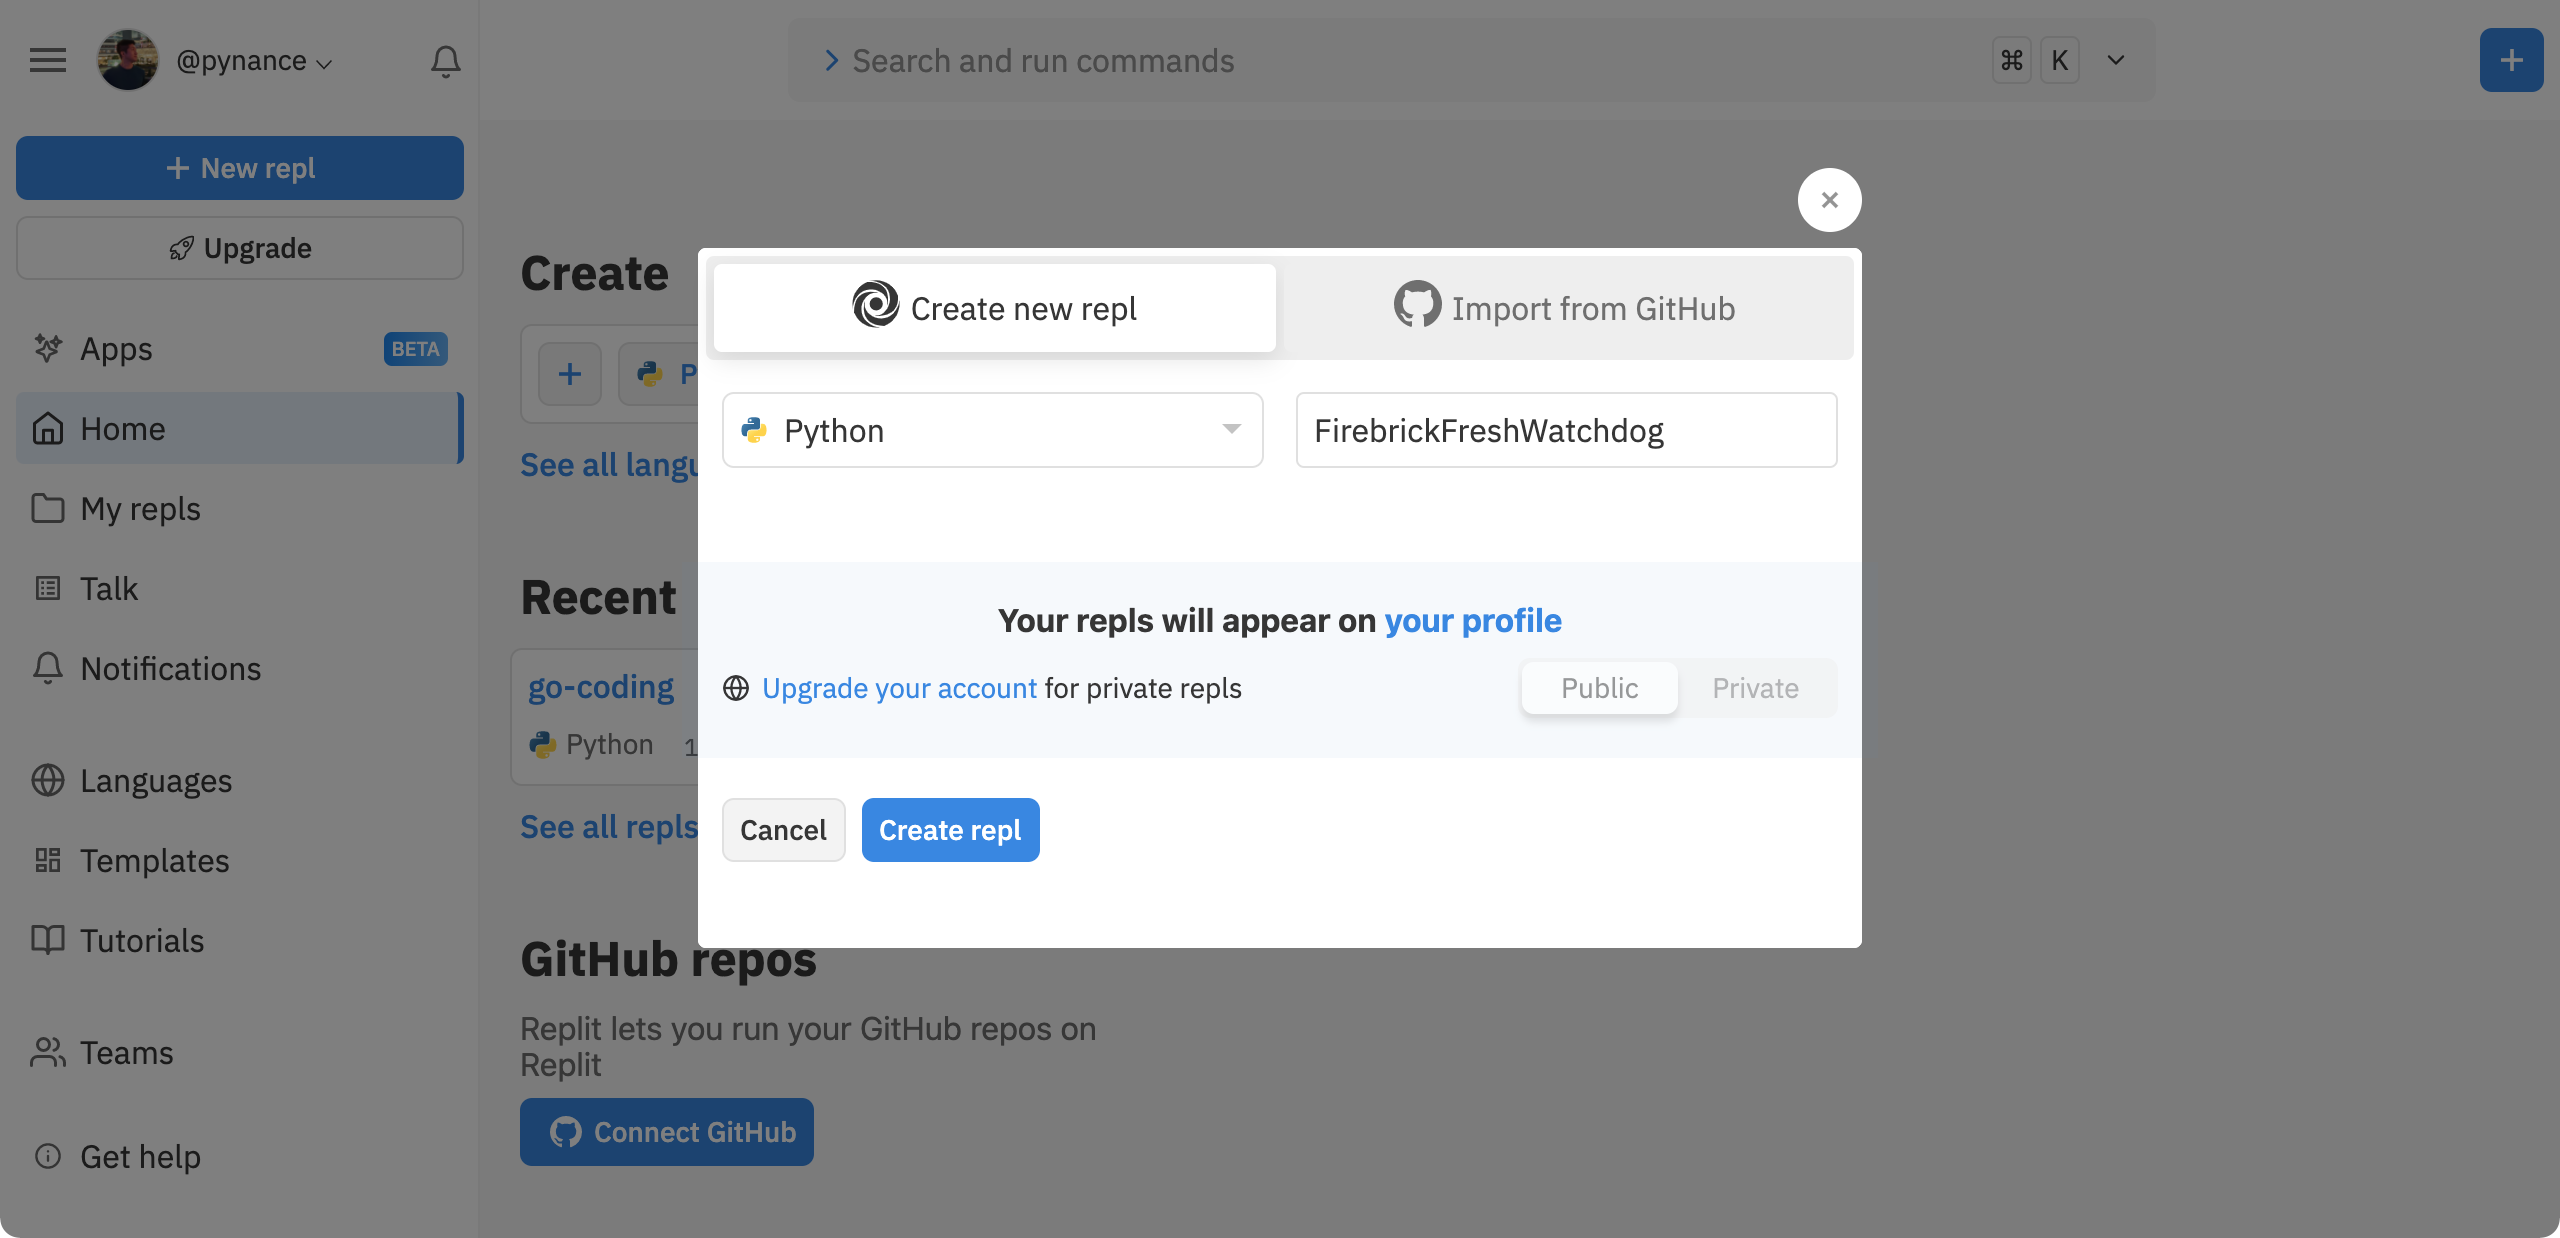 @pynance
Search and run commands
⌘ K
+ New repl
Upgrade
Apps
BETA
Home
My repls
Talk
Notifications
Languages
Templates
Tutorials
Teams
Get help
Create
P
See all langu
Recent
go-coding
Python 1
See all repls
GitHub repos
Replit lets you run your GitHub repos on
Replit
Connect GitHub
Create new repl
Import from GitHub
Python
FirebrickFreshWatchdog
Your repls will appear on your profile
Upgrade your account for private repls
Public
Private
Cancel
Create repl